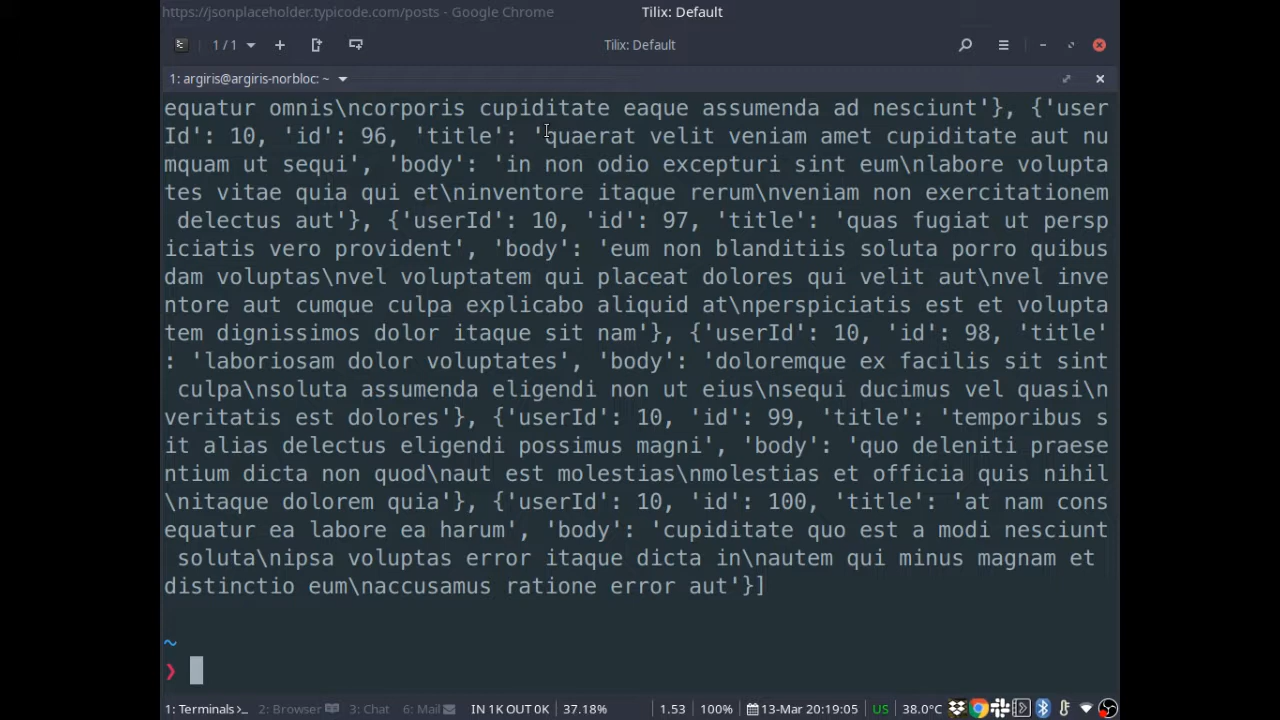 https://jsonplaceholder.typicode.com/posts - Google Chrome Tilix: Default
1 / 1 Tilix: Default
1: argiris@argiris-norbloc: ~
equatur omnis\ncorporis cupiditate eaque assumenda ad nesciunt'}, {'user
Id': 10, 'id': 96, 'title': 'quaerat velit veniam amet cupiditate aut nu
mquam ut sequi', 'body': 'in non odio excepturi sint eum\nlabore volupta
tes vitae quia qui et\ninventore itaque rerum\nveniam non exercitationem
 delectus aut'}, {'userId': 10, 'id': 97, 'title': 'quas fugiat ut persp
iciatis vero provident', 'body': 'eum non blanditiis soluta porro quibus
dam voluptas\nvel voluptatem qui placeat dolores qui velit aut\nvel inve
ntore aut cumque culpa explicabo aliquid at\nperspiciatis est et volupta
tem dignissimos dolor itaque sit nam'}, {'userId': 10, 'id': 98, 'title'
: 'laboriosam dolor voluptates', 'body': 'doloremque ex facilis sit sint
 culpa\nsoluta assumenda eligendi non ut eius\nsequi ducimus vel quasi\n
veritatis est dolores'}, {'userId': 10, 'id': 99, 'title': 'temporibus s
it alias delectus eligendi possimus magni', 'body': 'quo deleniti praese
ntium dicta non quod\naut est molestias\nmolestias et officia quis nihil
\nitaque dolorem quia'}, {'userId': 10, 'id': 100, 'title': 'at nam cons
equatur ea labore ea harum', 'body': 'cupiditate quo est a modi nesciunt
 soluta\nipsa voluptas error itaque dicta in\nautem qui minus magnam et 
distinctio eum\naccusamus ratione error aut'}]
~
❯
1: Terminals>_ 2: Browser 3: Chat 6: Mail IN 1K OUT 0K 37.18% 1.53 100% 13-Mar 20:19:05 US 38.0°C